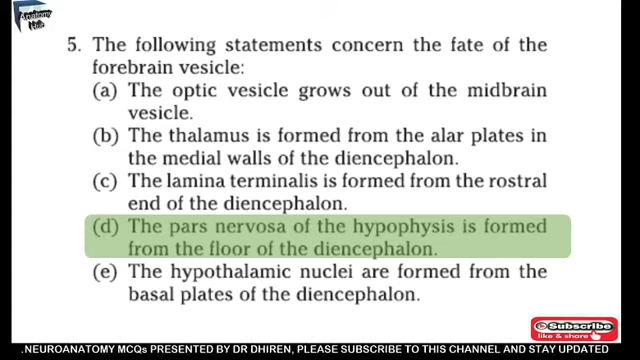 Anatomy
Hub
5. The following statements concern the fate of the
forebrain vesicle:
(a) The optic vesicle grows out of the midbrain
vesicle.
(b) The thalamus is formed from the alar plates in
the medial walls of the diencephalon.
(c) The lamina terminalis is formed from the rostral
end of the diencephalon.
(d) The pars nervosa of the hypophysis is formed
from the floor of the diencephalon.
(e) The hypothalamic nuclei are formed from the
basal plates of the diencephalon.
Subscribe
like & share
.NEUROANATOMY MCQs PRESENTED BY DR DHIREN, PLEASE SUBSCRIBE TO THIS CHANNEL AND STAY UPDATED